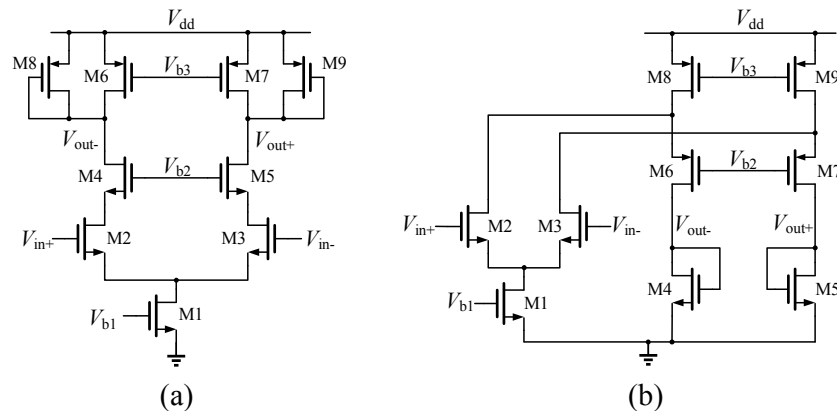 Vdd
Vdd
M8
M6
Vb3
M7
M9
M8
Vb3
M9
Vout-
Vout+
M4
Vb2
M5
M6
Vb2
M7
Vin+
M2
M3
Vin-
Vin+
M2
M3
Vin-
Vout-
Vout+
Vb1
M1
Vb1
M1
M4
M5
(a)
(b)